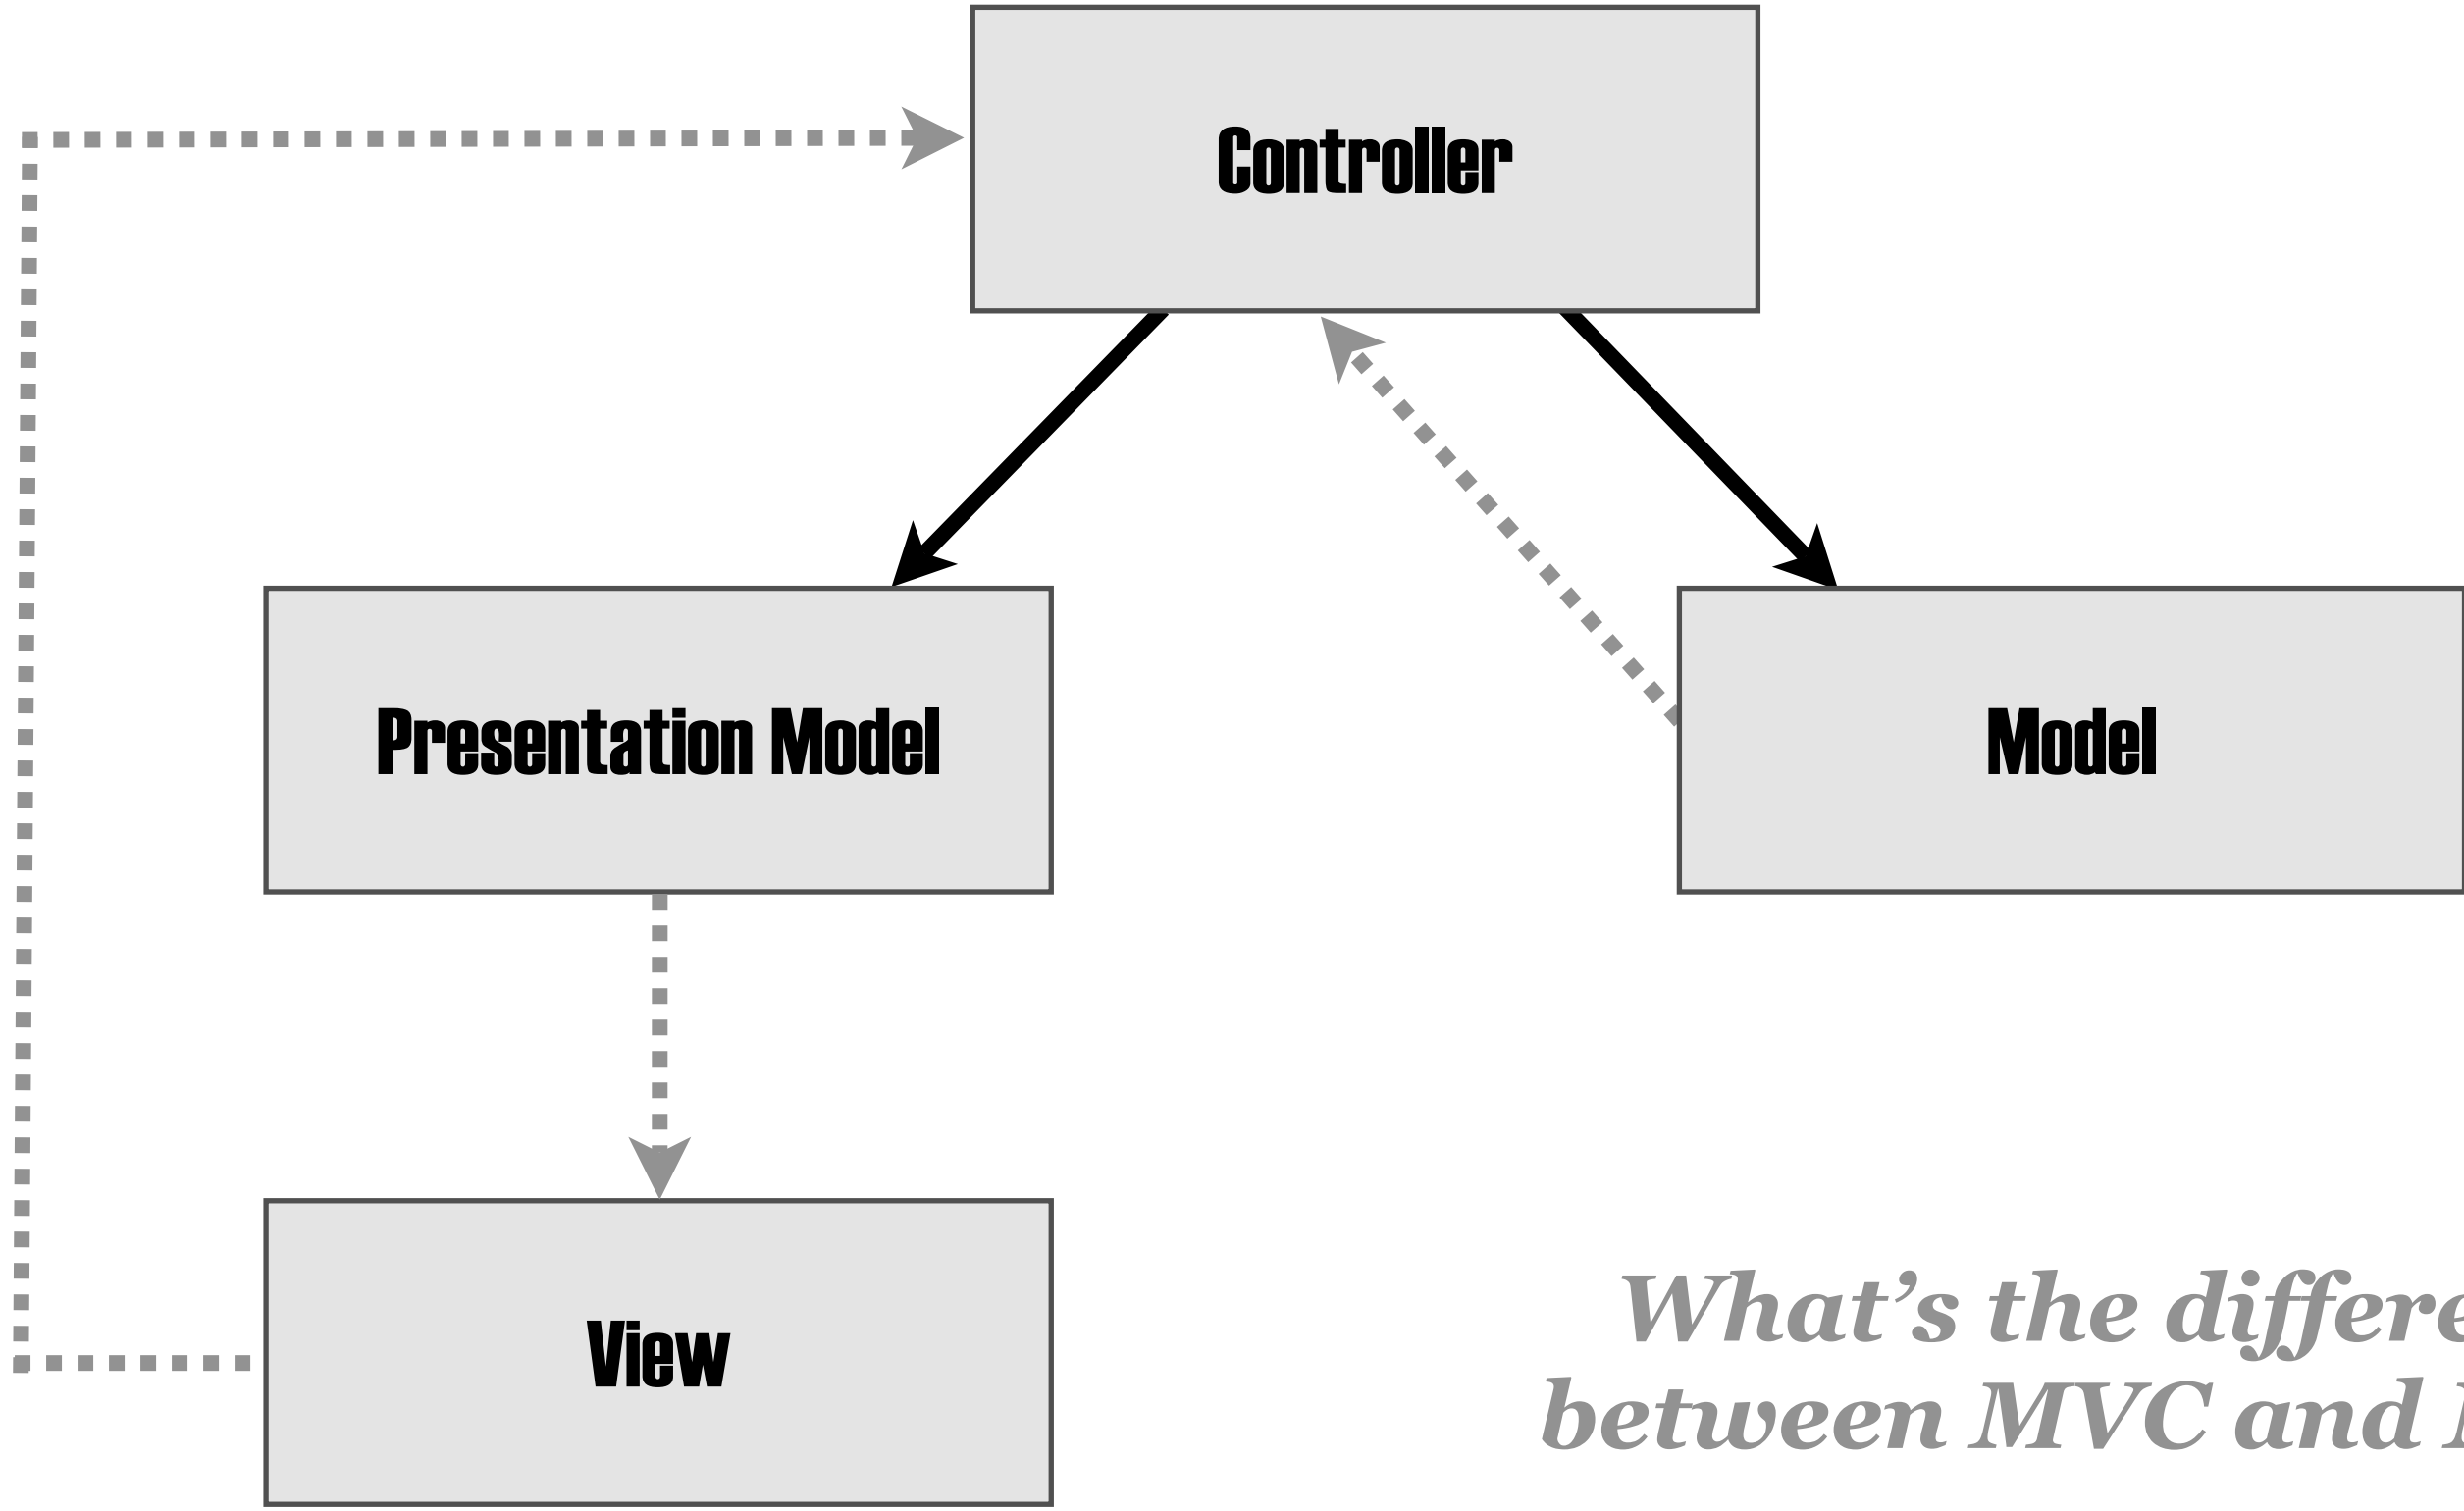 Controller
Presentation Model
Model
View
What's the differe
between MVC and